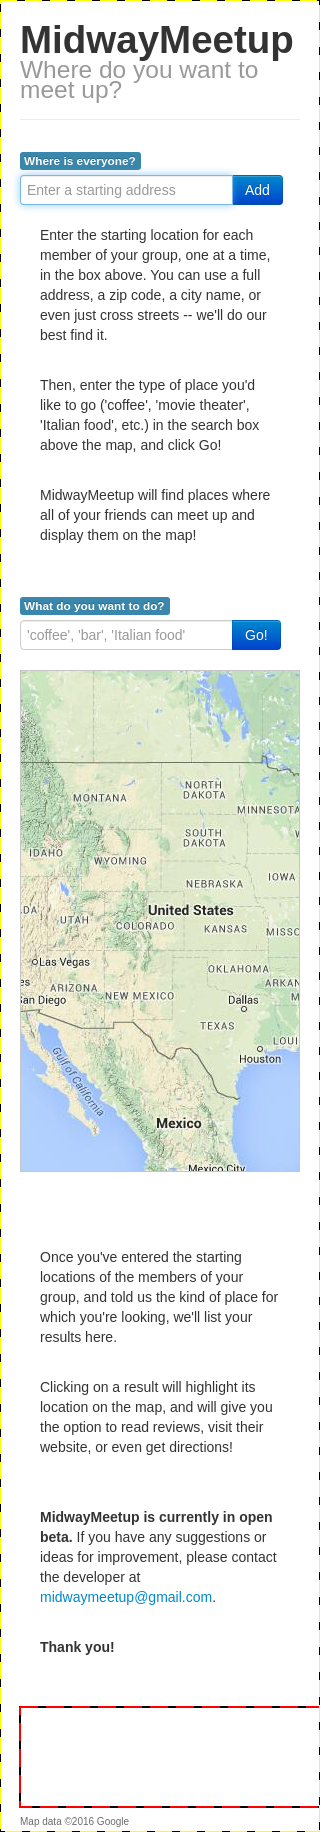 MidwayMeetup
Where do you want to
meet up?
Where is everyone?
Enter a starting address
Add
Enter the starting location for each
member of your group, one at a time,
in the box above. You can use a full
address, a zip code, a city name, or
even just cross streets -- we'll do our
best find it.
Then, enter the type of place you'd
like to go ('coffee', 'movie theater',
'Italian food', etc.) in the search box
above the map, and click Go!
MidwayMeetup will find places where
all of your friends can meet up and
display them on the map!
What do you want to do?
'coffee', 'bar', 'Italian food'
Go!
MONTANA
NORTH
DAKOTA
MINNESOTA
SOUTH
DAKOTA
IDAHO
WYOMING
IOWA
NEBRASKA
United States
ADA
UTAH
COLORADO
KANSAS
MISSO
Las Vegas
OKLAHOMA
es
ARIZONA
NEW MEXICO
ARKAN
San Diego
Dallas
M
TEXAS
LOUI
Houston
Gulf of California
Mexico
Mexico City
Once you've entered the starting
locations of the members of your
group, and told us the kind of place for
which you're looking, we'll list your
results here.
Clicking on a result will highlight its
location on the map, and will give you
the option to read reviews, visit their
website, or even get directions!
MidwayMeetup is currently in open
beta. If you have any suggestions or
ideas for improvement, please contact
the developer at
midwaymeetup@gmail.com.
Thank you!
Map data ©2016 Google